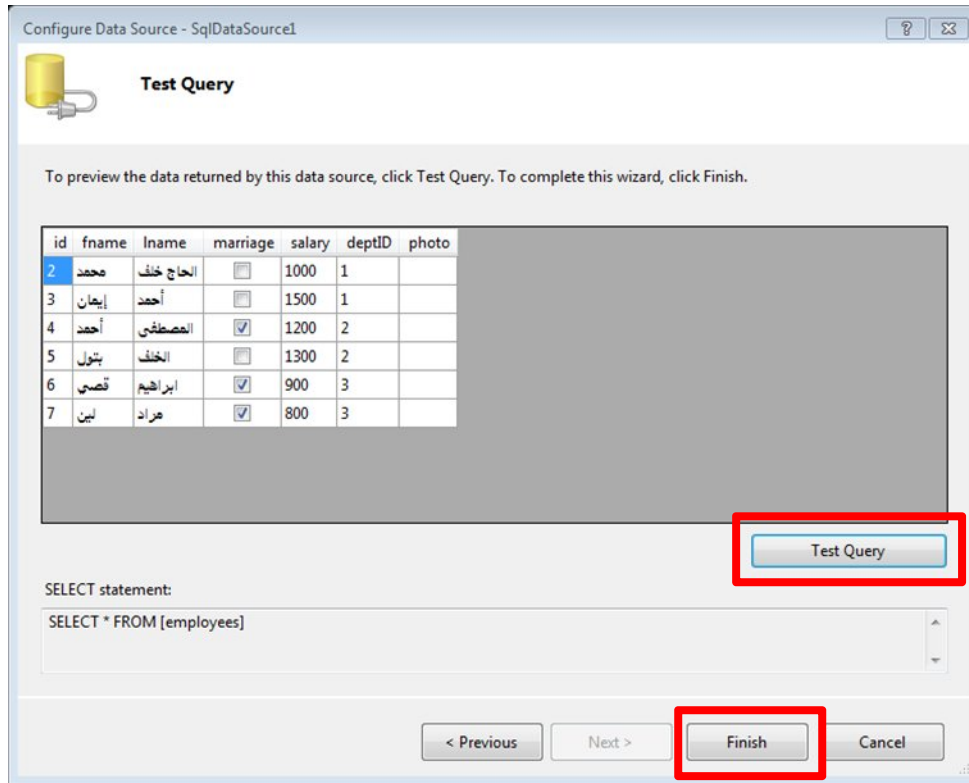 Configure Data Source - SqlDataSource1
Test Query
To preview the data returned by this data source, click Test Query. To complete this wizard, click Finish.
id fname lname marriage salary deptID photo
2 محمد الحاج خلف 1000 1
3 إيمان أحمد 1500 1
4 أحمد المصطفى 1200 2
5 بتول الخلف 1300 2
6 قصي ابراهيم 900 3
7 لين مراد 800 3
Test Query
SELECT statement:
SELECT * FROM [employees]
< Previous Next > Finish Cancel